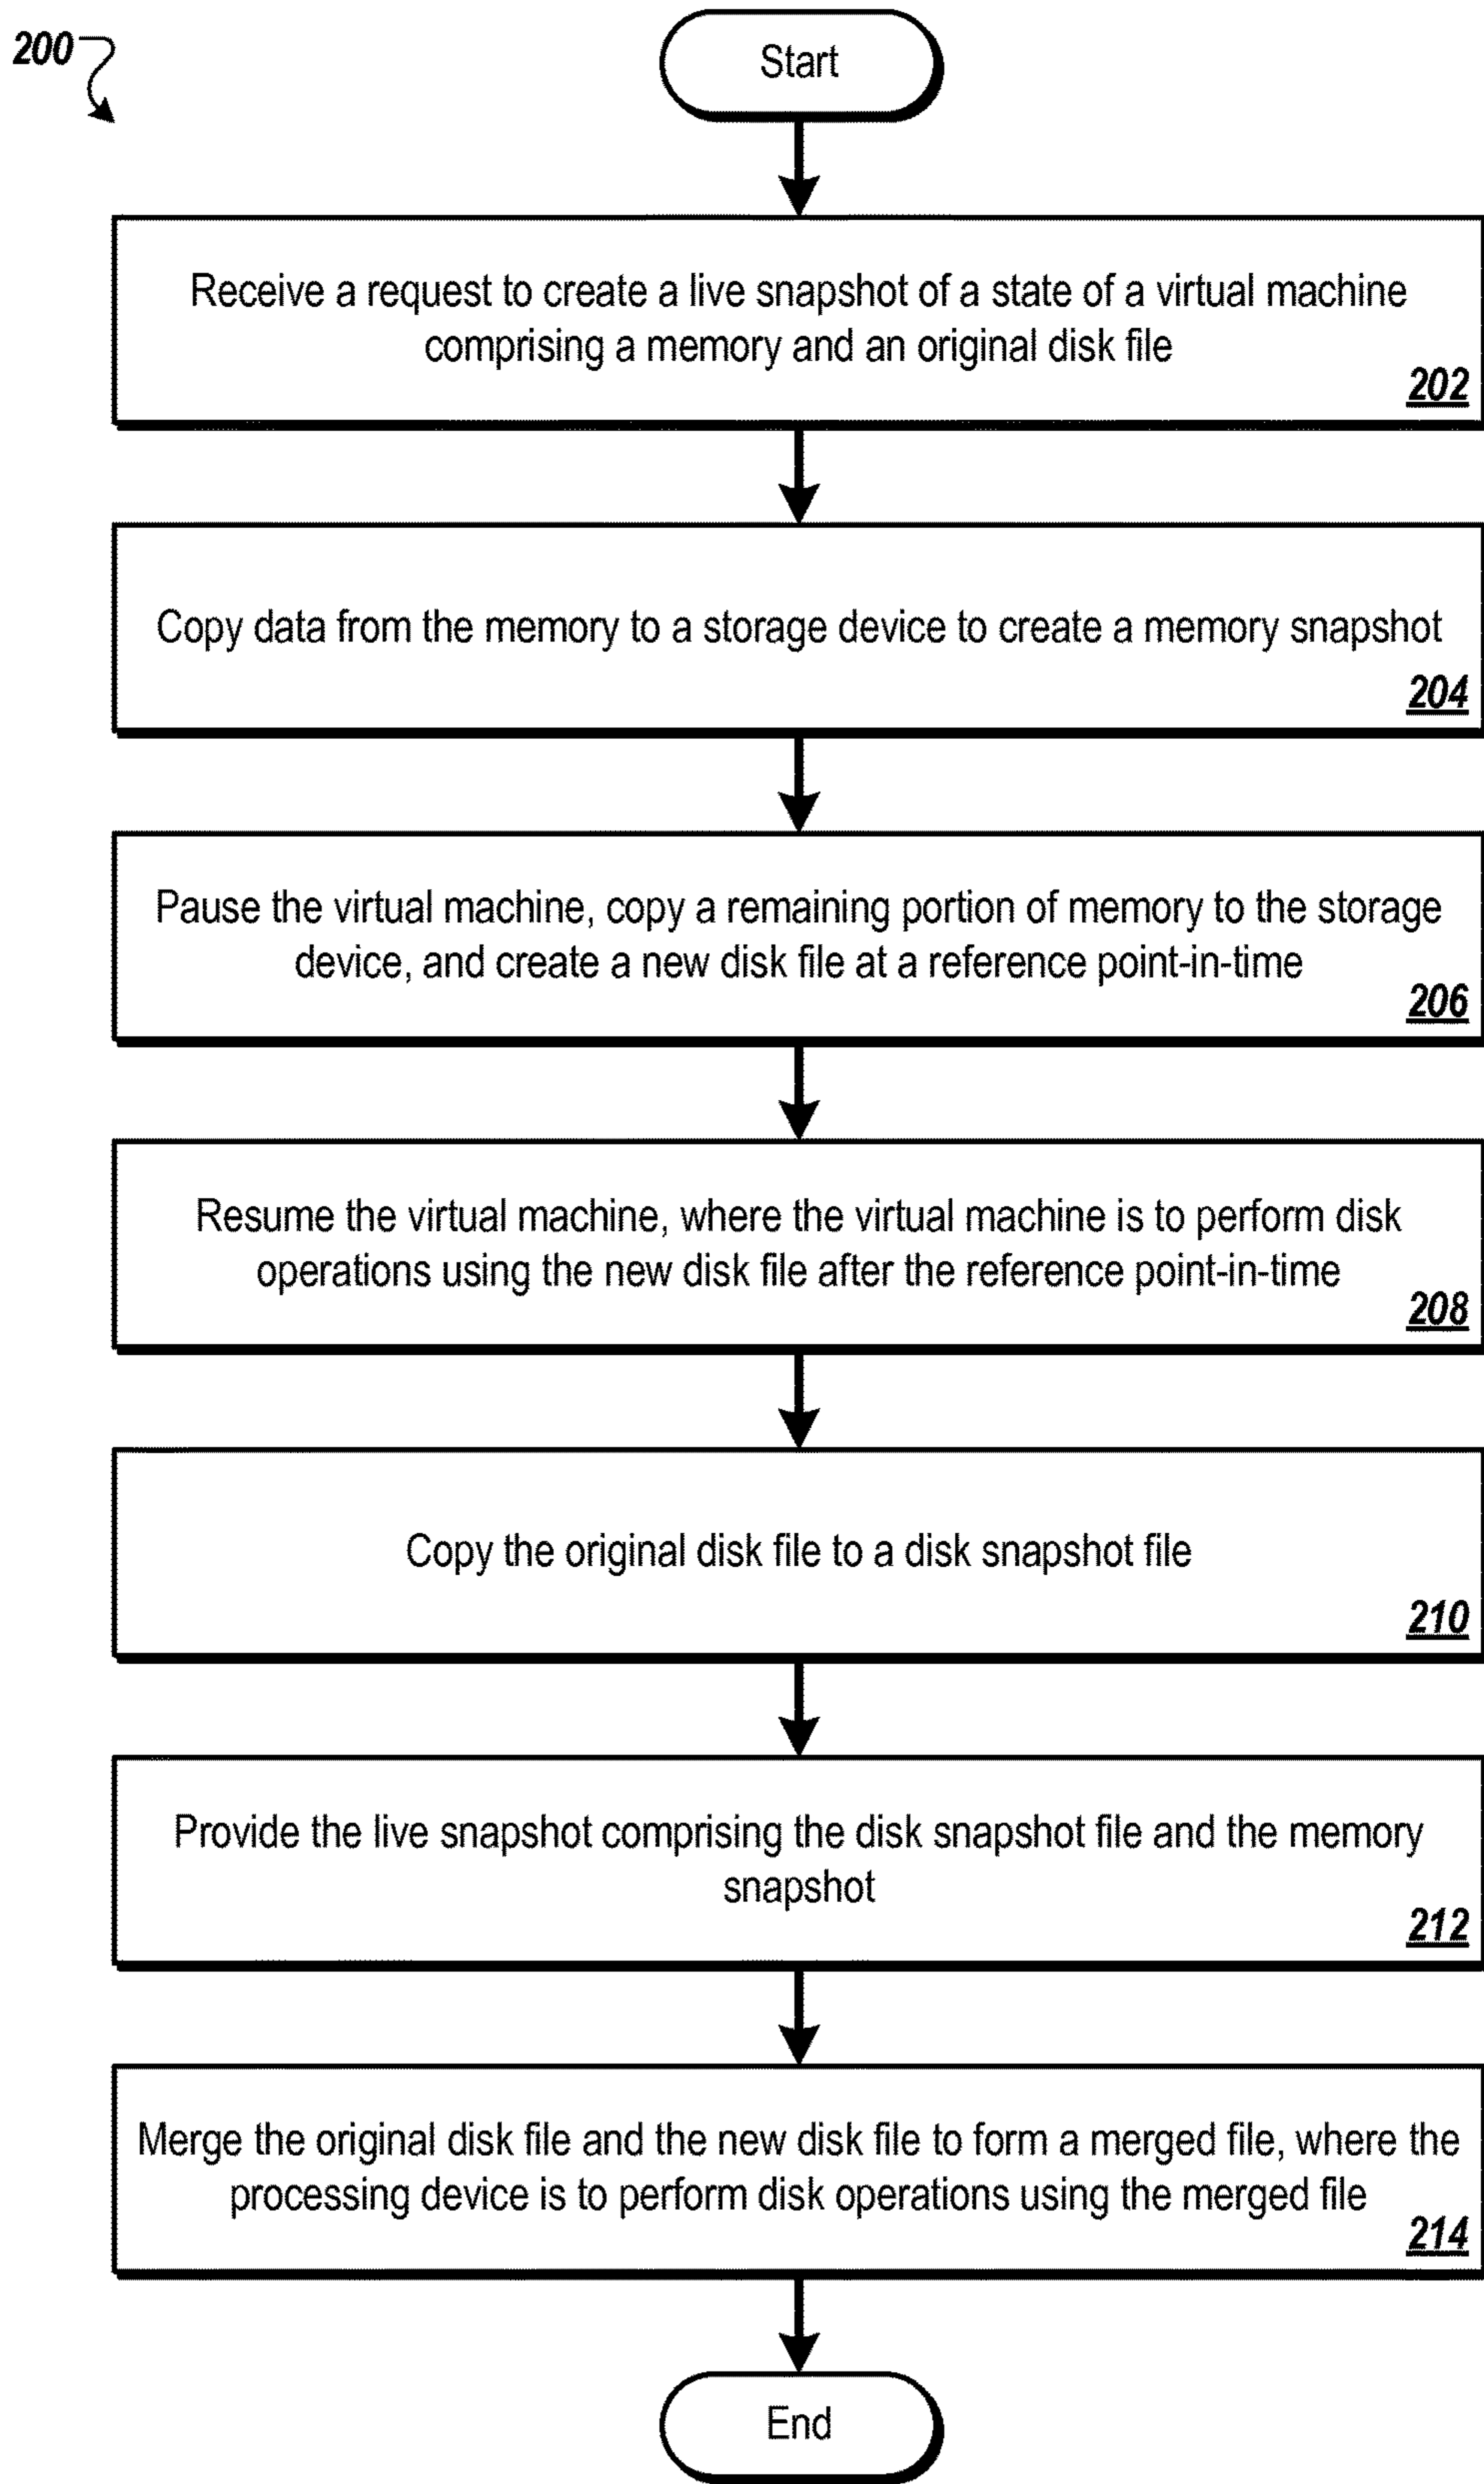 200
Start
Receive a request to create a live snapshot of a state of a virtual machine
comprising a memory and an original disk file
202
Copy data from the memory to a storage device to create a memory snapshot
204
Pause the virtual machine, copy a remaining portion of memory to the storage
device, and create a new disk file at a reference point-in-time
206
Resume the virtual machine, where the virtual machine is to perform disk
operations using the new disk file after the reference point-in-time
208
Copy the original disk file to a disk snapshot file
210
Provide the live snapshot comprising the disk snapshot file and the memory
snapshot
212
Merge the original disk file and the new disk file to form a merged file, where the
processing device is to perform disk operations using the merged file
214
End